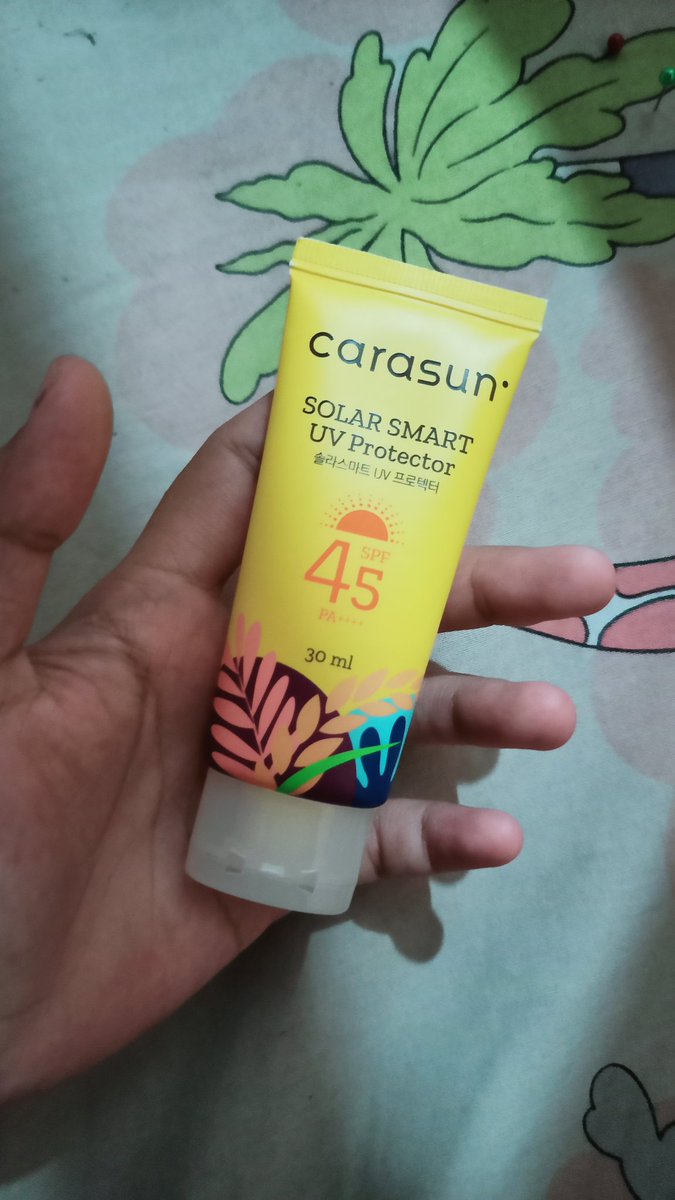 carasun.
SOLAR SMART
UV Protector
솔라스마트 UV 프로텍터
SPF
45
PA++++
30 ml